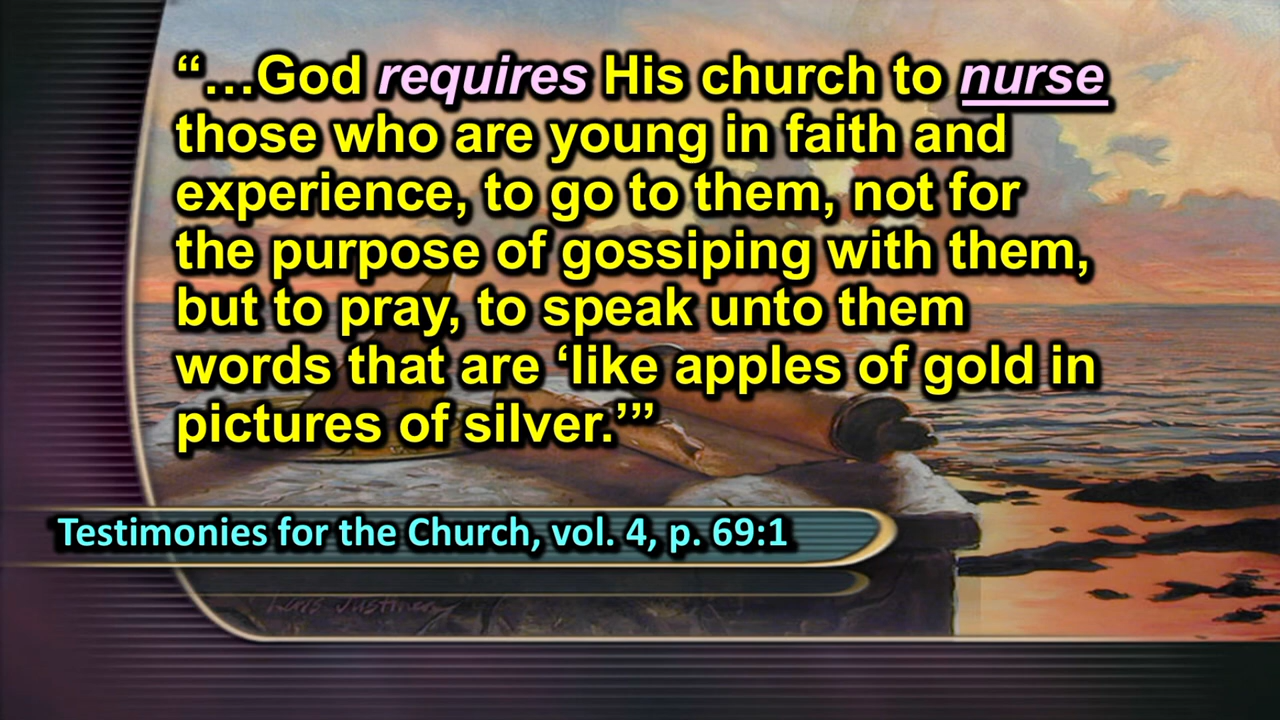 “…God requires His church to nurse
those who are young in faith and
experience, to go to them, not for
the purpose of gossiping with them,
but to pray, to speak unto them
words that are ‘like apples of gold in
pictures of silver.’”
Testimonies for the Church, vol. 4, p. 69:1
Lars Justinen